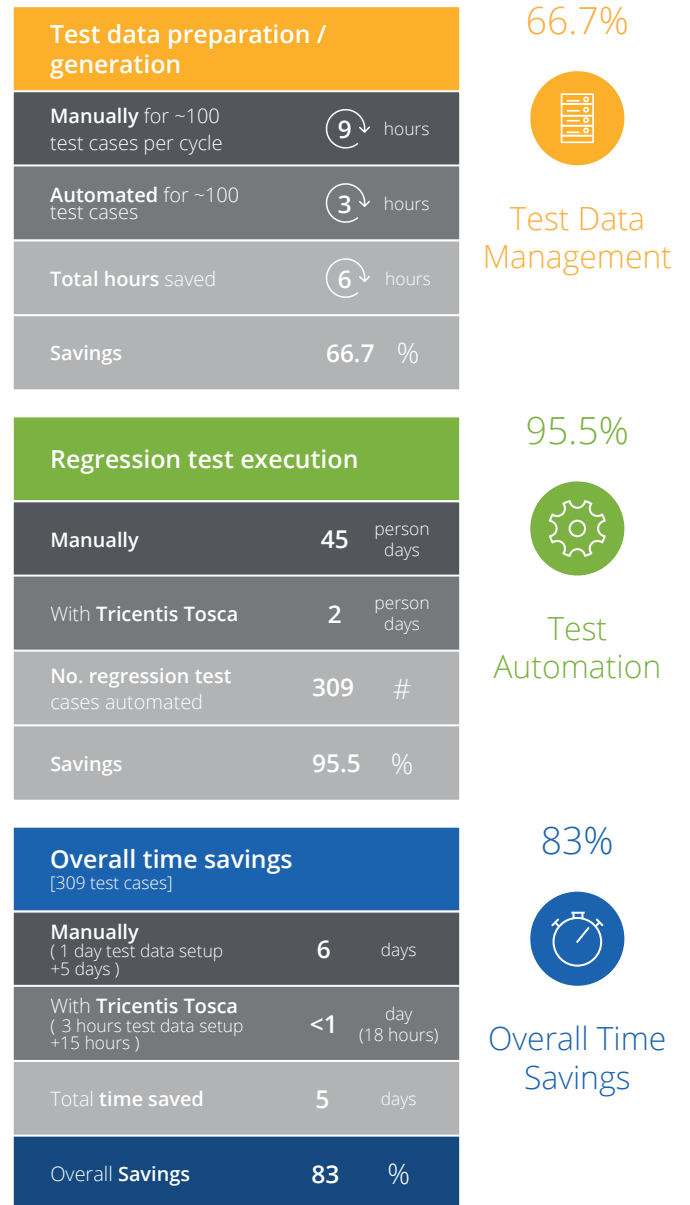 Test data preparation /
generation
Manually for ~100
test cases per cycle
9 hours
Automated for ~100
test cases
3 hours
Total hours saved
6 hours
Savings
66.7 %
66.7%
Test Data
Management
Regression test execution
Manually
45 person
days
With Tricentis Tosca
2 person
days
No. regression test
cases automated
309 #
Savings
95.5 %
95.5%
Test
Automation
Overall time savings
[309 test cases]
Manually
( 1 day test data setup
+5 days )
6 days
With Tricentis Tosca
( 3 hours test data setup
+15 hours )
<1 day
(18 hours)
Total time saved
5 days
Overall Savings
83 %
83%
Overall Time
Savings